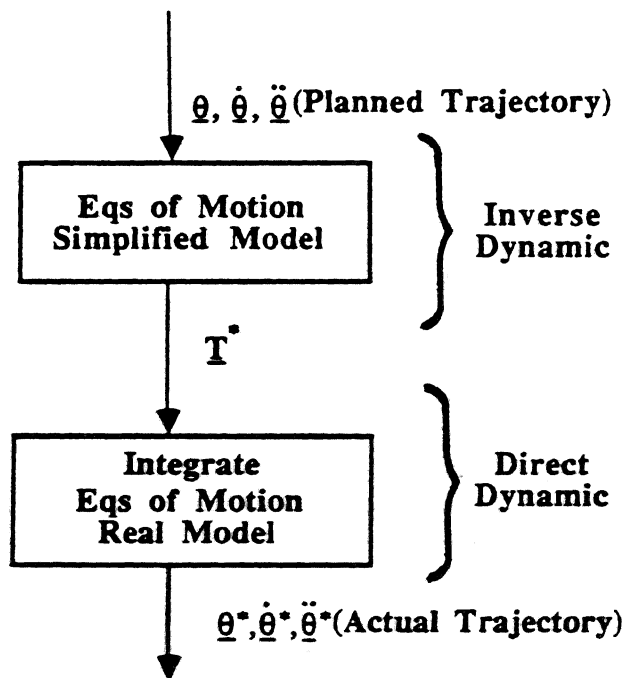 θ, θ̇, θ̈ (Planned Trajectory)
Eqs of Motion
Simplified Model
Inverse
Dynamic
T*
Integrate
Eqs of Motion
Real Model
Direct
Dynamic
θ*, θ̇*, θ̈* (Actual Trajectory)